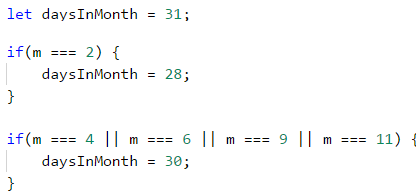 let daysInMonth = 31;
if(m === 2) {
daysInMonth = 28;
}
if(m === 4 || m === 6 || m === 9 || m === 11) {
daysInMonth = 30;
}